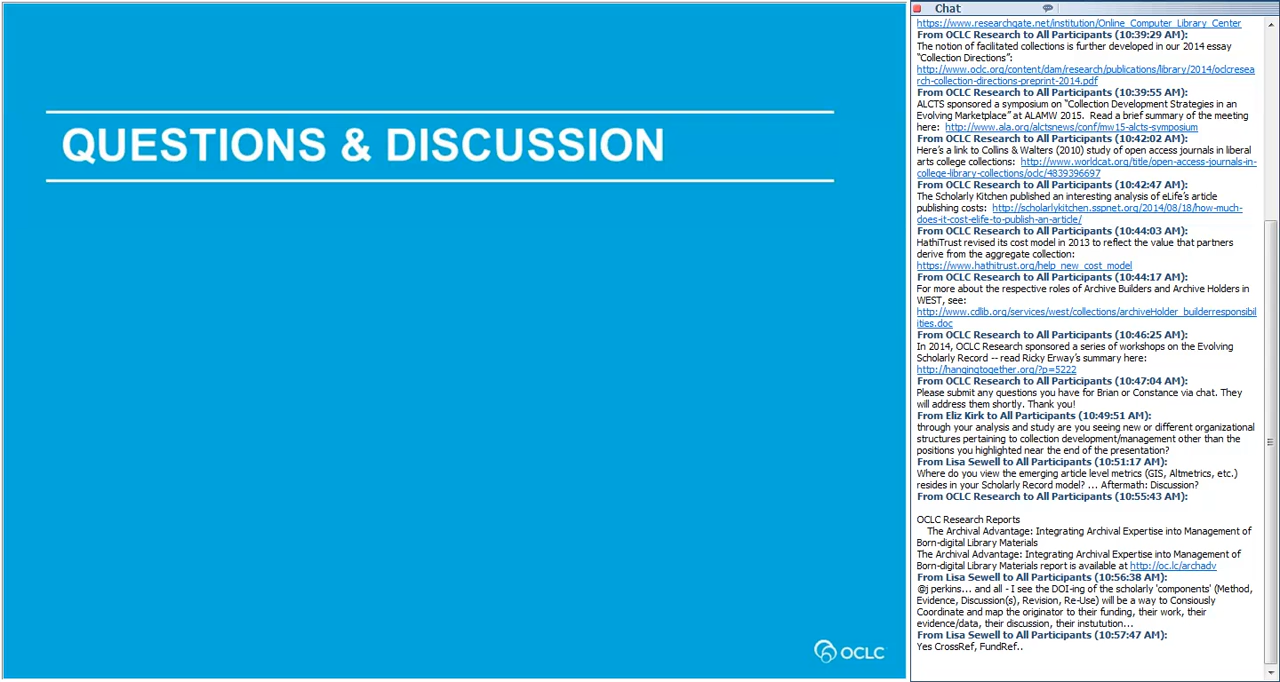 QUESTIONS & DISCUSSION
OCLC
Chat
https://www.researchgate.net/institution/Online_Computer_Library_Center
From OCLC Research to All Participants (10:39:29 AM):
The notion of facilitated collections is further developed in our 2014 essay
“Collection Directions”:
http://www.oclc.org/content/dam/research/publications/library/2014/oclcresea
rch-collection-directions-preprint-2014.pdf
From OCLC Research to All Participants (10:39:55 AM):
ALCTS sponsored a symposium on “Collection Development Strategies in an
Evolving Marketplace” at ALAMW 2015.  Read a brief summary of the meeting
here:  http://www.ala.org/alctsnews/conf/mw15-alcts-symposium
From OCLC Research to All Participants (10:42:02 AM):
Here's a link to Collins & Walters (2010) study of open access journals in liberal
arts college collections:  http://www.worldcat.org/title/open-access-journals-in-
college-library-collections/oclc/4839396697
From OCLC Research to All Participants (10:42:47 AM):
The Scholarly Kitchen published an interesting analysis of eLife's article
publishing costs:  http://scholarlykitchen.sspnet.org/2014/08/18/how-much-
does-it-cost-elife-to-publish-an-article/
From OCLC Research to All Participants (10:44:03 AM):
HathiTrust revised its cost model in 2013 to reflect the value that partners
derive from the aggregate collection:
https://www.hathitrust.org/help_new_cost_model
From OCLC Research to All Participants (10:44:17 AM):
For more about the respective roles of Archive Builders and Archive Holders in
WEST, see:
http://www.cdlib.org/services/west/collections/archiveHolder_builderresponsibil
ities.doc
From OCLC Research to All Participants (10:46:25 AM):
In 2014, OCLC Research sponsored a series of workshops on the Evolving
Scholarly Record -- read Ricky Erway's summary here:
http://hangingtogether.org/?p=5222
From OCLC Research to All Participants (10:47:04 AM):
Please submit any questions you have for Brian or Constance via chat. They
will address them shortly. Thank you!
From Eliz Kirk to All Participants (10:49:51 AM):
through your analysis and study are you seeing new or different organizational
structures pertaining to collection development/management other than the
positions you highlighted near the end of the presentation?
From Lisa Sewell to All Participants (10:51:17 AM):
Where do you view the emerging article level metrics (GIS, Altmetrics, etc.)
resides in your Scholarly Record model? ... Aftermath: Discussion?
From OCLC Research to All Participants (10:55:43 AM):
OCLC Research Reports
The Archival Advantage: Integrating Archival Expertise into Management of
Born-digital Library Materials
The Archival Advantage: Integrating Archival Expertise into Management of
Born-digital Library Materials report is available at http://oc.lc/archadv
From Lisa Sewell to All Participants (10:56:38 AM):
@j perkins... and all - I see the DOI-ing of the scholarly 'components' (Method,
Evidence, Discussion(s), Revision, Re-Use) will be a way to Consiously
Coordinate and map the originator to their funding, their work, their
evidence/data, their discussion, their instutution...
From Lisa Sewell to All Participants (10:57:47 AM):
Yes CrossRef, FundRef..